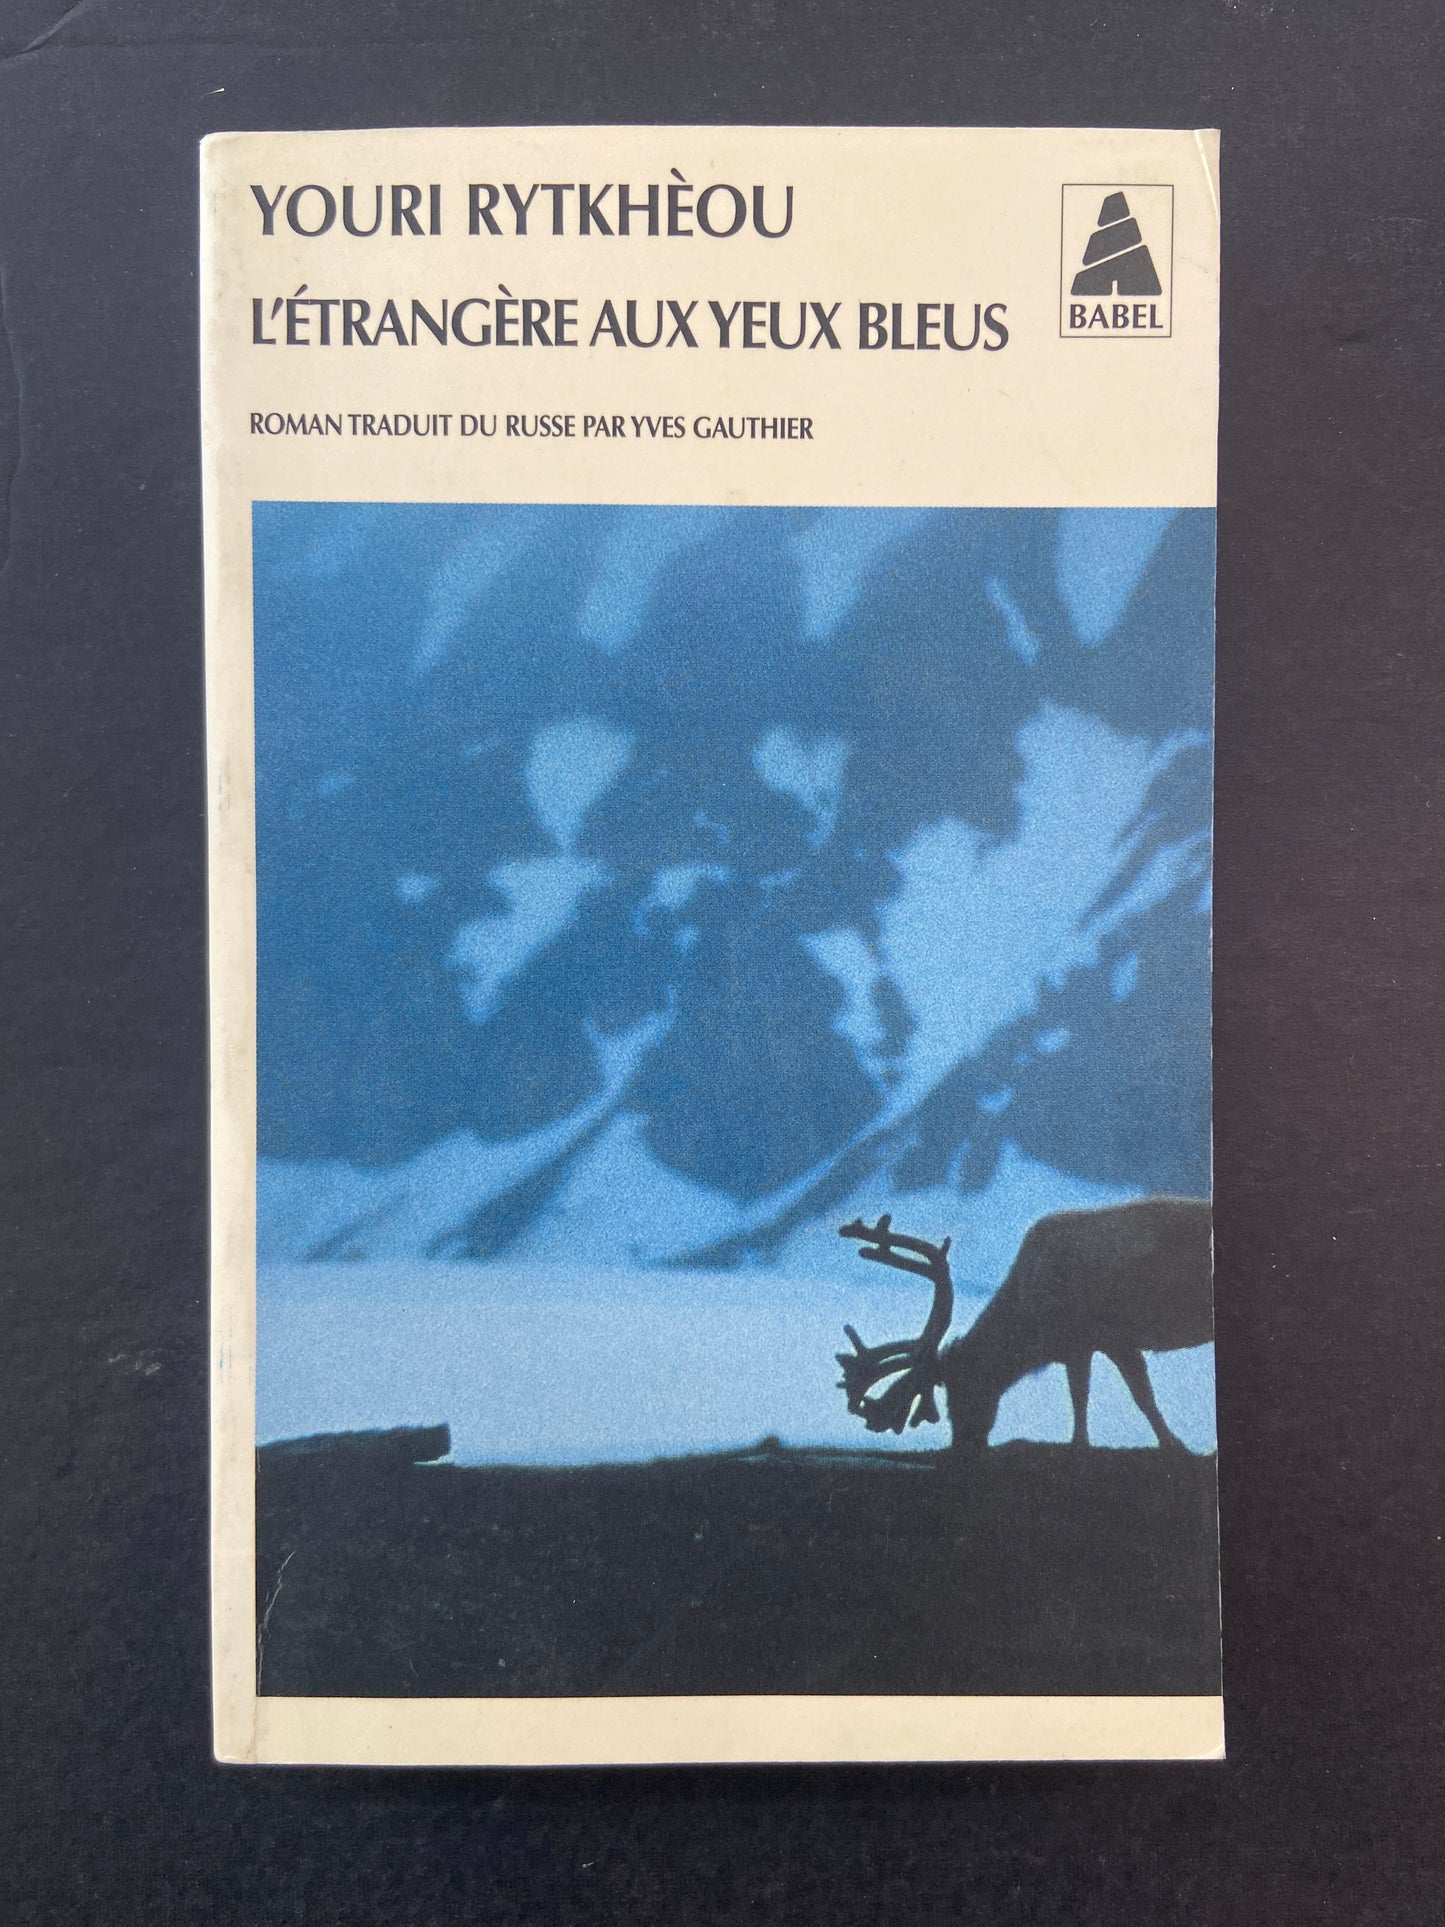 YOURI RYTKHÈOU
L'ÉTRANGÈRE AUX YEUX BLEUS
BABEL
ROMAN TRADUIT DU RUSSE PAR YVES GAUTHIER